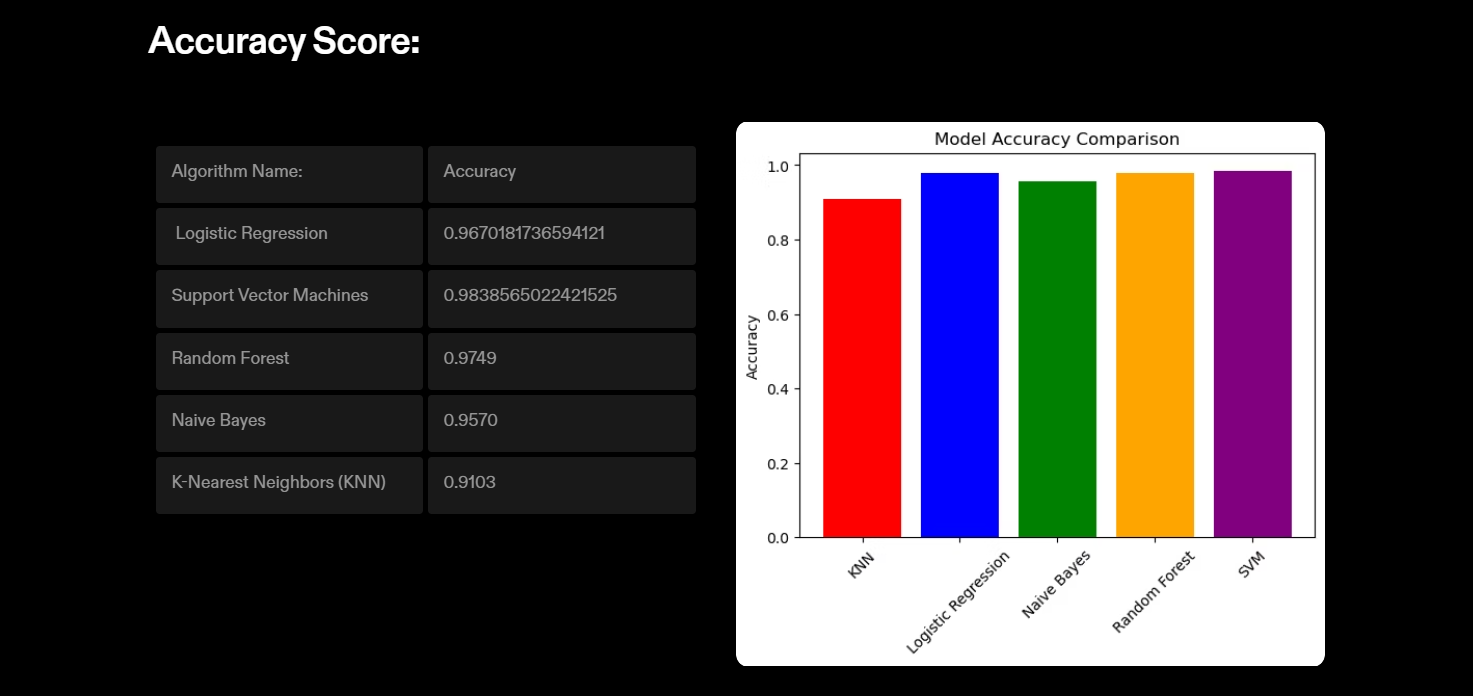 Accuracy Score:
Algorithm Name: Accuracy
Logistic Regression 0.9670181736594121
Support Vector Machines 0.9838565022421525
Random Forest 0.9749
Naive Bayes 0.9570
K-Nearest Neighbors (KNN) 0.9103
Model Accuracy Comparison
1.0
0.8
0.6
0.4
0.2
0.0
Accuracy
KNN
Logistic Regression
Naive Bayes
Random Forest
SVM